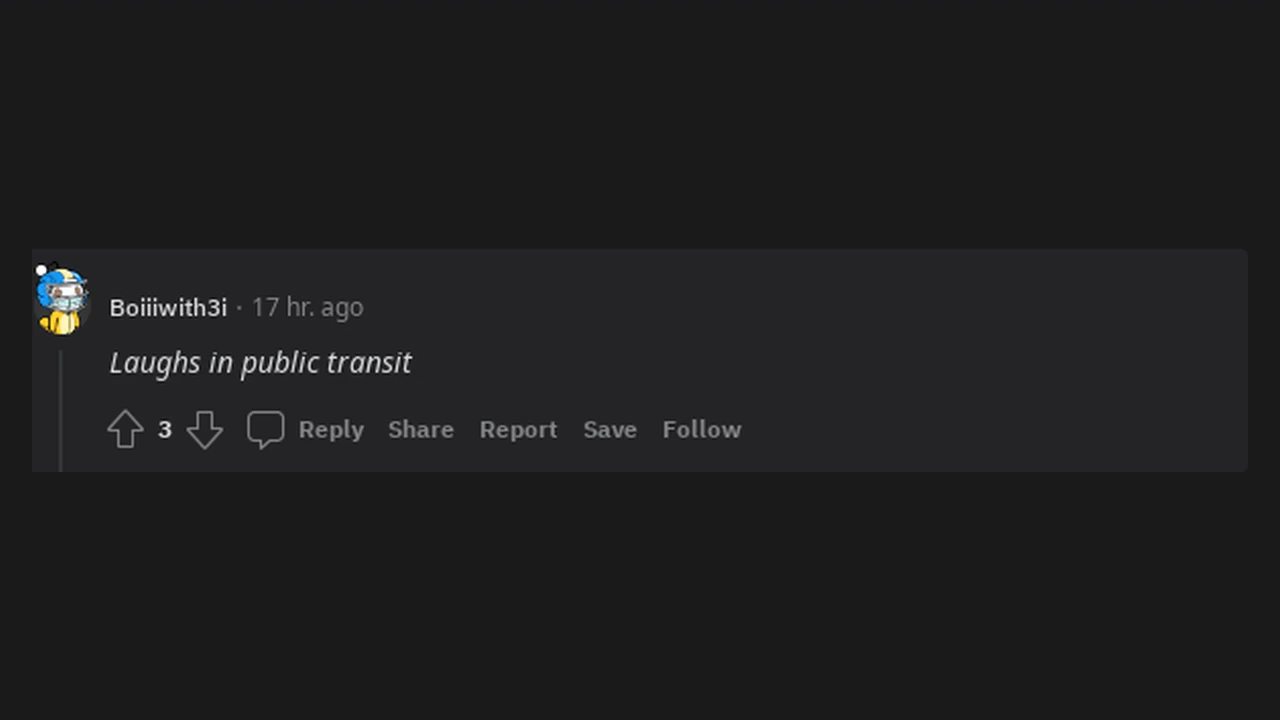 Boiiiwith3i · 17 hr. ago
Laughs in public transit
3 Reply Share Report Save Follow